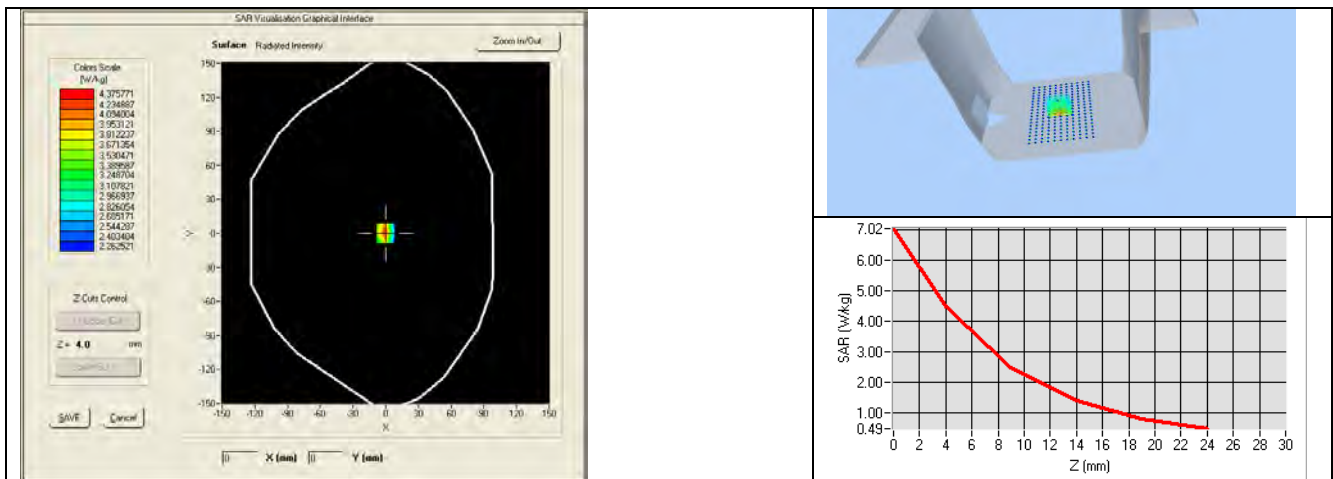 SAR Visualisation Graphical Interface
Surface Radiated Intensity
Zoom In/Out
Colors Scale
(W/kg)
4.375771
4.234887
4.094004
3.953121
3.812237
3.671354
3.530471
3.389587
3.248704
3.107821
2.966937
2.826054
2.685171
2.544287
2.403404
2.262521
150-
120-
90-
60-
30-
-0-
-30-
-60-
-90-
-120-
-150-
Y
-150 -120 -90 -60 -30 0 30 60 90 120 150
X
Z Cuts Control
Z = 4.0 mm
SAVE Cancel
0 X (mm) 0 Y (mm)
7.02-
6.00-
5.00-
4.00-
3.00-
2.00-
1.00-
0.49-
SAR (W/kg)
0 2 4 6 8 10 12 14 16 18 20 22 24 26 28 30
Z (mm)